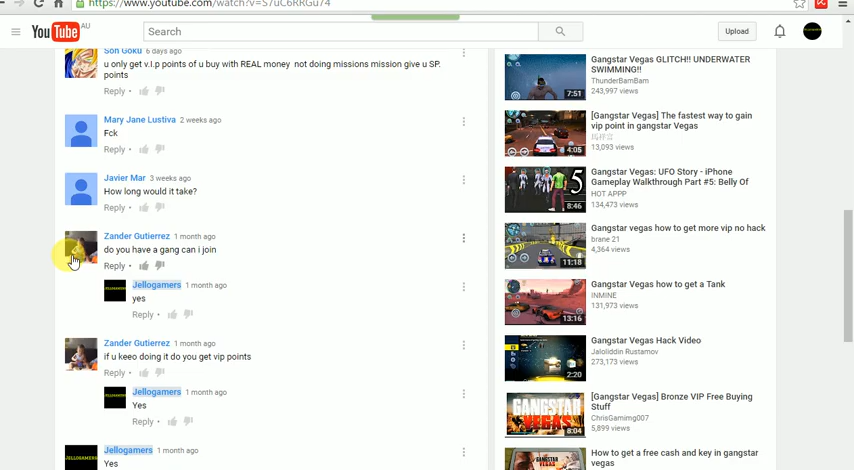 https://www.youtube.com/watch?v=S7uC6RRGu74
YouTube AU
Search
Upload
Son Goku 6 days ago
u only get v.I.p points of u buy with REAL money not doing missions mission give u SP.
points
Reply •
Mary Jane Lustiva 2 weeks ago
Fck
Reply •
Javier Mar 3 weeks ago
How long would it take?
Reply •
Zander Gutierrez 1 month ago
do you have a gang can i join
Reply •
Jellogamers 1 month ago
yes
Reply •
Zander Gutierrez 1 month ago
if u keeo doing it do you get vip points
Reply •
Jellogamers 1 month ago
Yes
Reply •
Jellogamers 1 month ago
Yes
Gangstar Vegas GLITCH!! UNDERWATER
SWIMMING!!
ThunderBamBam
243,997 views
7:51
[Gangstar Vegas] The fastest way to gain
vip point in gangstar Vegas
13,093 views
4:05
Gangstar Vegas: UFO Story - iPhone
Gameplay Walkthrough Part #5: Belly Of
HOT APPP
134,473 views
5
8:46
Gangstar Vegas how to get more vip no hack
brane 21
4,364 views
11:18
Gangstar Vegas how to get a Tank
INMINE
131,973 views
13:16
Gangstar Vegas Hack Video
Jaloliddin Rustamov
273,173 views
2:20
[Gangstar Vegas] Bronze VIP Free Buying
Stuff
ChrisGamimg007
5,899 views
GANGSTAR
VEGAS
8:04
How to get a free cash and key in gangstar
vegas